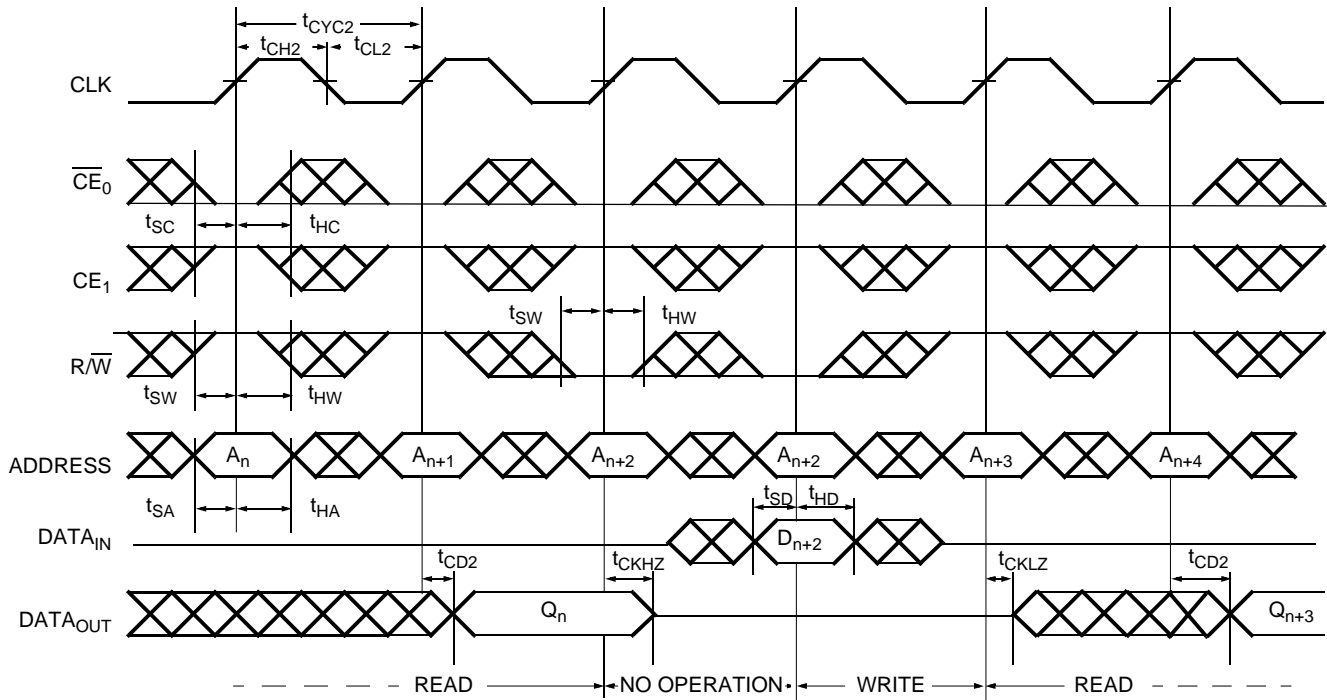 tCYC2
tCH2 tCL2
CLK
CE0
tSC tHC
CE1
tSW tHW
R/W
tSW tHW
ADDRESS An An+1 An+2 An+2 An+3 An+4
tSA tHA tSD tHD
DATAIN Dn+2
tCD2 tCKHZ tCKLZ tCD2
DATAOUT Qn Qn+3
READ NO OPERATION WRITE READ